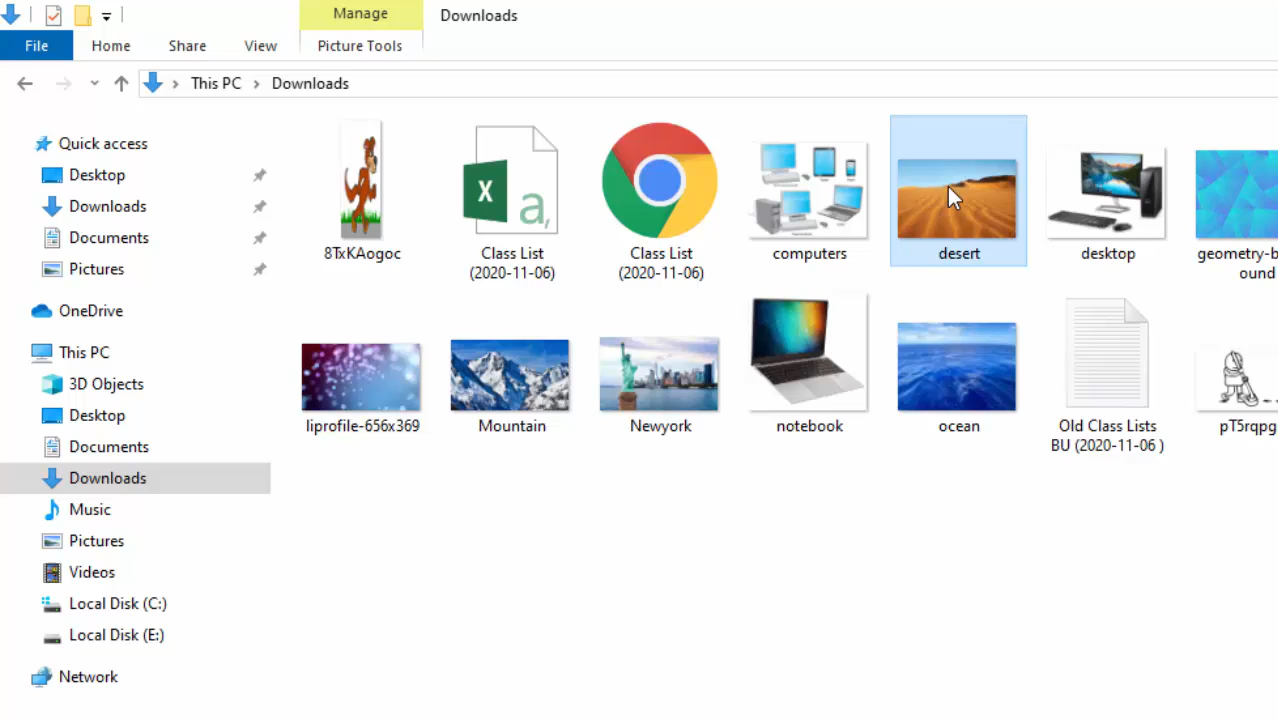 Manage
Downloads
File
Home
Share
View
Picture Tools
This PC
Downloads
Quick access
Desktop
Downloads
Documents
Pictures
OneDrive
This PC
3D Objects
Desktop
Documents
Downloads
Music
Pictures
Videos
Local Disk (C:)
Local Disk (E:)
Network
8TxKAogoc
Class List
(2020-11-06)
Class List
(2020-11-06)
computers
desert
desktop
geometry-b
ound
liprofile-656x369
Mountain
Newyork
notebook
ocean
Old Class Lists
BU (2020-11-06 )
pT5rqpg